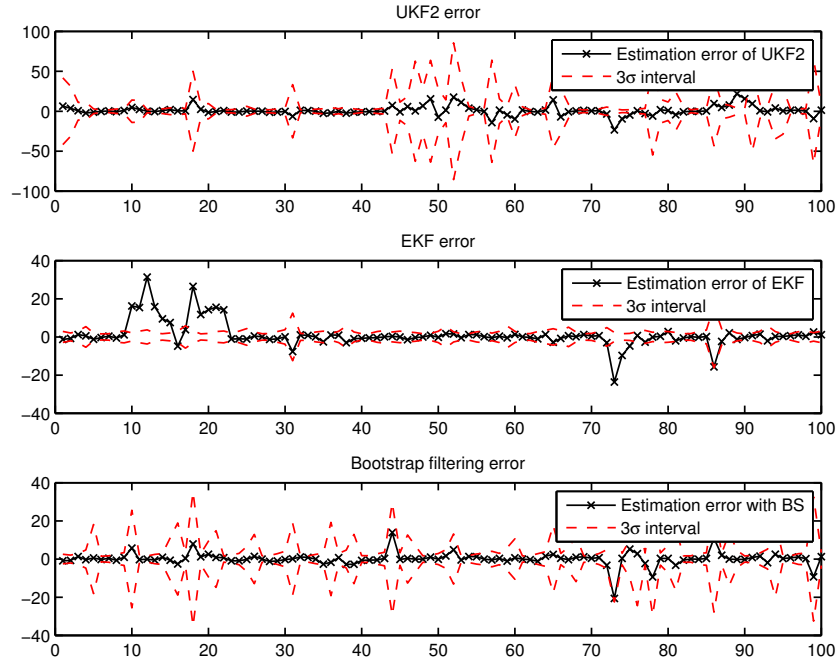 UKF2 error
100
50
0
−50
−100
0 10 20 30 40 50 60 70 80 90 100
Estimation error of UKF2
3σ interval
EKF error
40
20
0
−20
−40
0 10 20 30 40 50 60 70 80 90 100
Estimation error of EKF
3σ interval
Bootstrap filtering error
40
20
0
−20
−40
0 10 20 30 40 50 60 70 80 90 100
Estimation error with BS
3σ interval